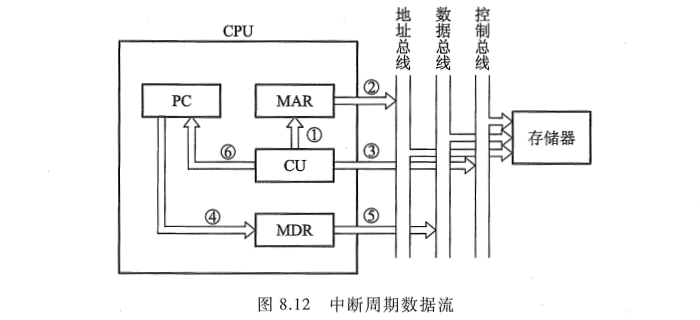 CPU
地址总线
数据总线
控制总线
PC
MAR
②
①
存储器
⑥
CU
③
④
MDR
⑤
图 8.12 中断周期数据流